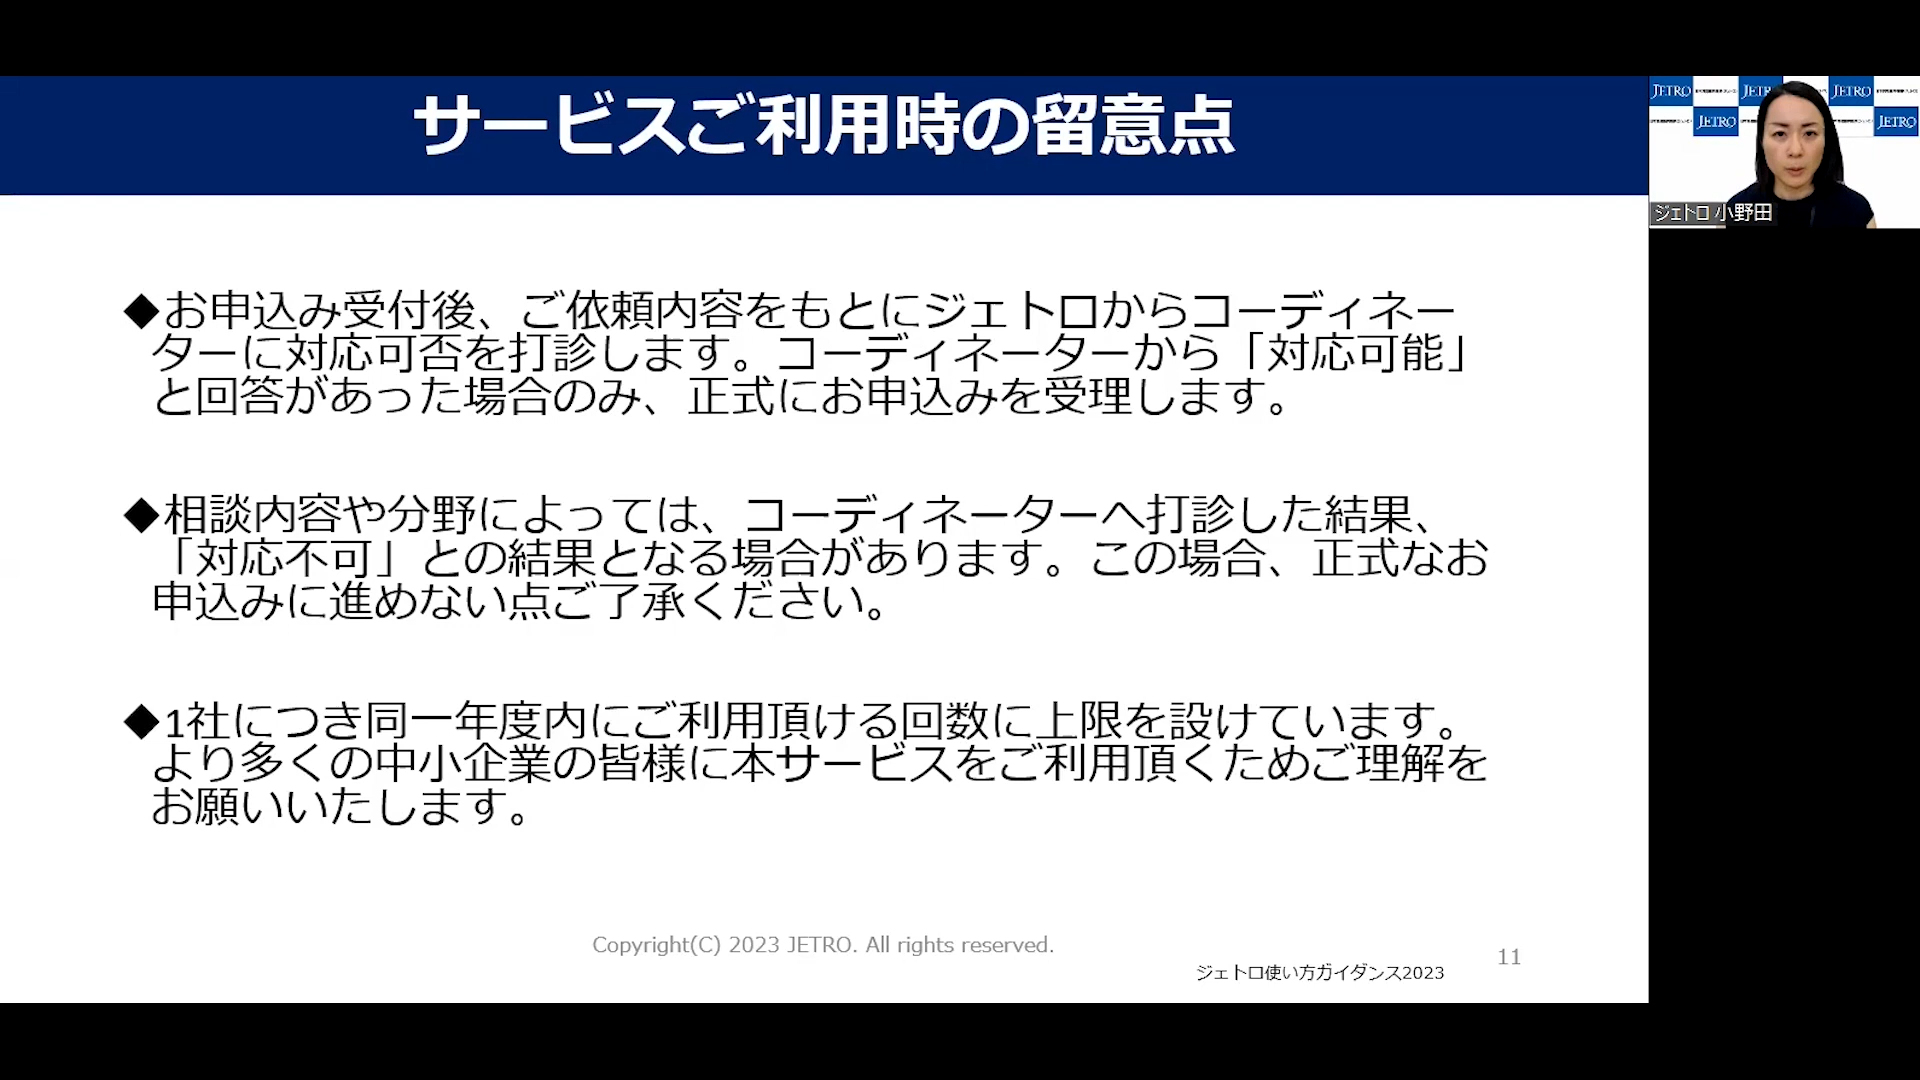 サービスご利用時の留意点
JETRO
JETRO
JETRO
JETRO
ジェトロ 小野田
◆お申込み受付後、ご依頼内容をもとにジェトロからコーディネー
ターに対応可否を打診します。コーディネーターから「対応可能」
と回答があった場合のみ、正式にお申込みを受理します。
◆相談内容や分野によっては、コーディネーターへ打診した結果、
「対応不可」との結果となる場合があります。この場合、正式なお
申込みに進めない点ご了承ください。
◆1社につき同一年度内にご利用頂ける回数に上限を設けています。
より多くの中小企業の皆様に本サービスをご利用頂くためご理解を
お願いいたします。
Copyright(C) 2023 JETRO. All rights reserved.
11
ジェトロ使い方ガイダンス2023